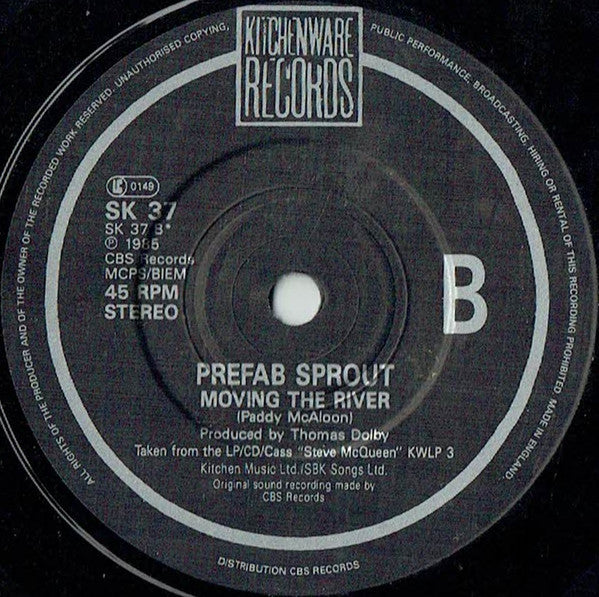 KITCHENWARE
RECORDS
ALL RIGHTS OF THE PRODUCER AND OF THE OWNER OF THE RECORDED WORK RESERVED. UNAUTHORISED COPYING, PUBLIC PERFORMANCE, BROADCASTING, HIRING OR RENTAL OF THIS RECORDING PROHIBITED. MADE IN ENGLAND.
LC 0149
SK 37
SK 37 B*
℗ 1985
CBS Records
MCPS/BIEM
45 RPM
STEREO
B
PREFAB SPROUT
MOVING THE RIVER
(Paddy McAloon)
Produced by Thomas Dolby
Taken from the LP/CD/Cass "Steve McQueen" KWLP 3
Kitchen Music Ltd./SBK Songs Ltd.
Original sound recording made by
CBS Records
DISTRIBUTION CBS RECORDS